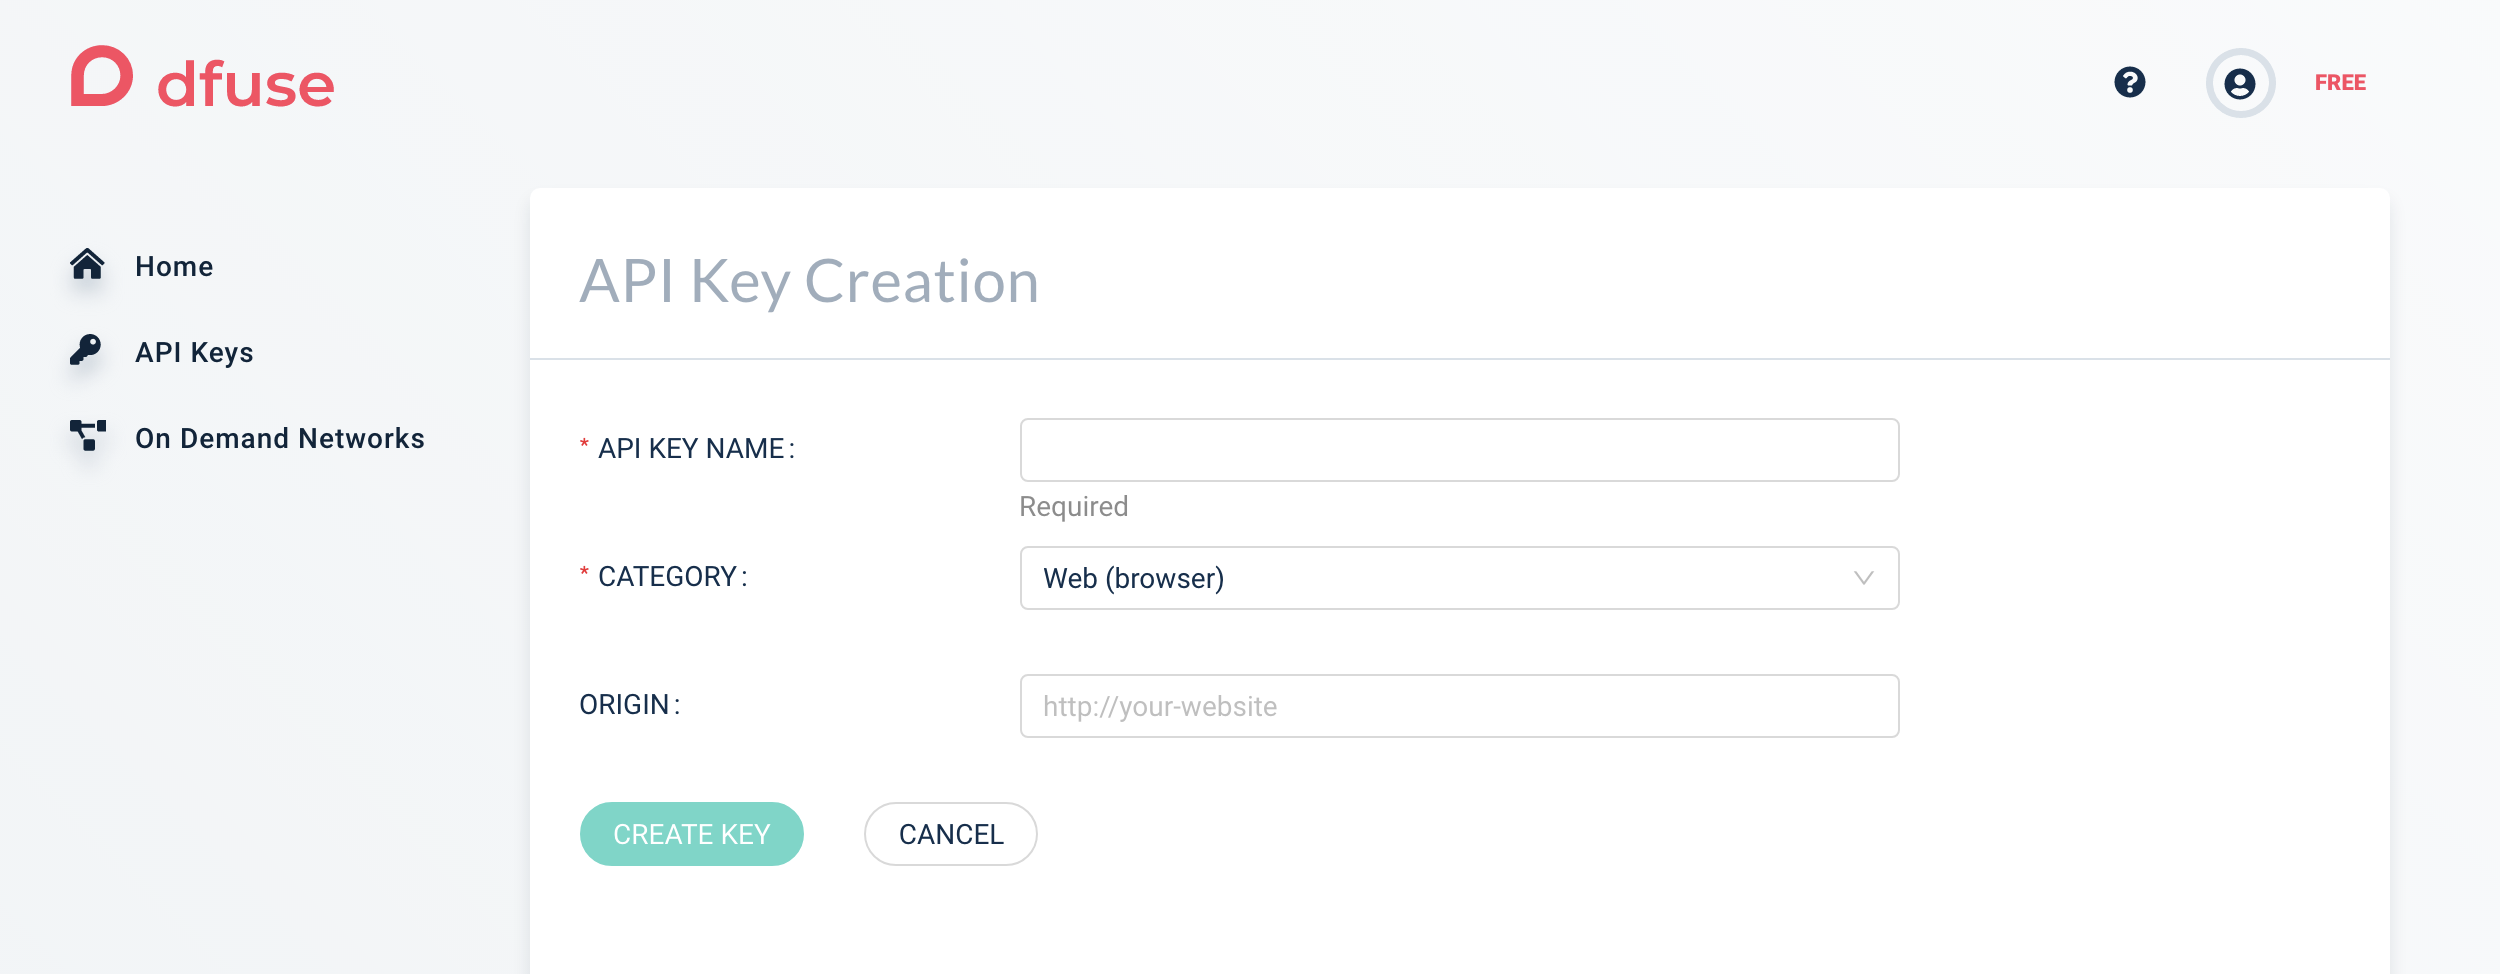 dfuse
FREE
Home
API Keys
On Demand Networks
API Key Creation
* API KEY NAME :
Required
* CATEGORY :
Web (browser)
ORIGIN :
http://your-website
CREATE KEY
CANCEL